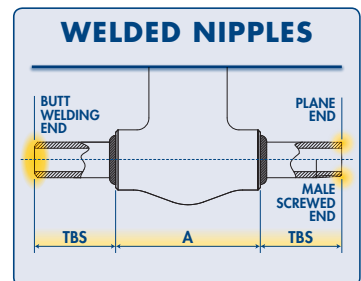 WELDED NIPPLES
BUTT
WELDING
END
PLANE
END
MALE
SCREWED
END
TBS
A
TBS